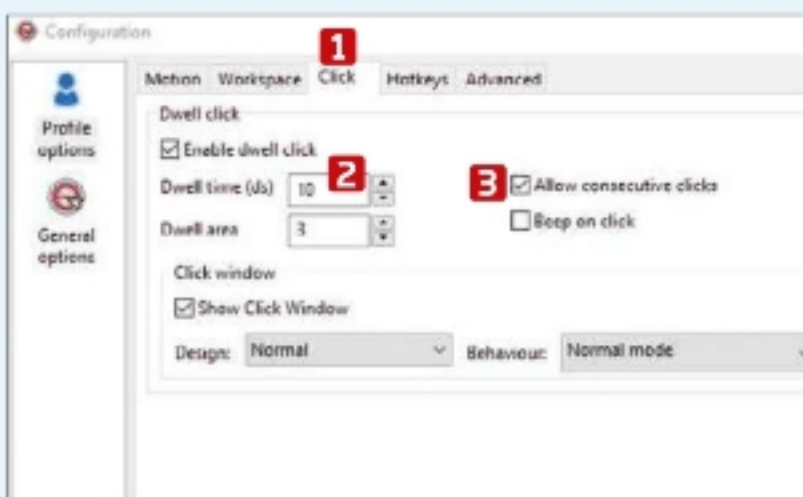 Configuration
1
Motion Workspace Click Hotkeys Advanced
Profile
options
General
options
Dwell click
Enable dwell click
Dwell time (ds) 10 2
3 Allow consecutive clicks
Dwell area 3
Beep on click
Click window
Show Click Window
Design: Normal Behaviour: Normal mode